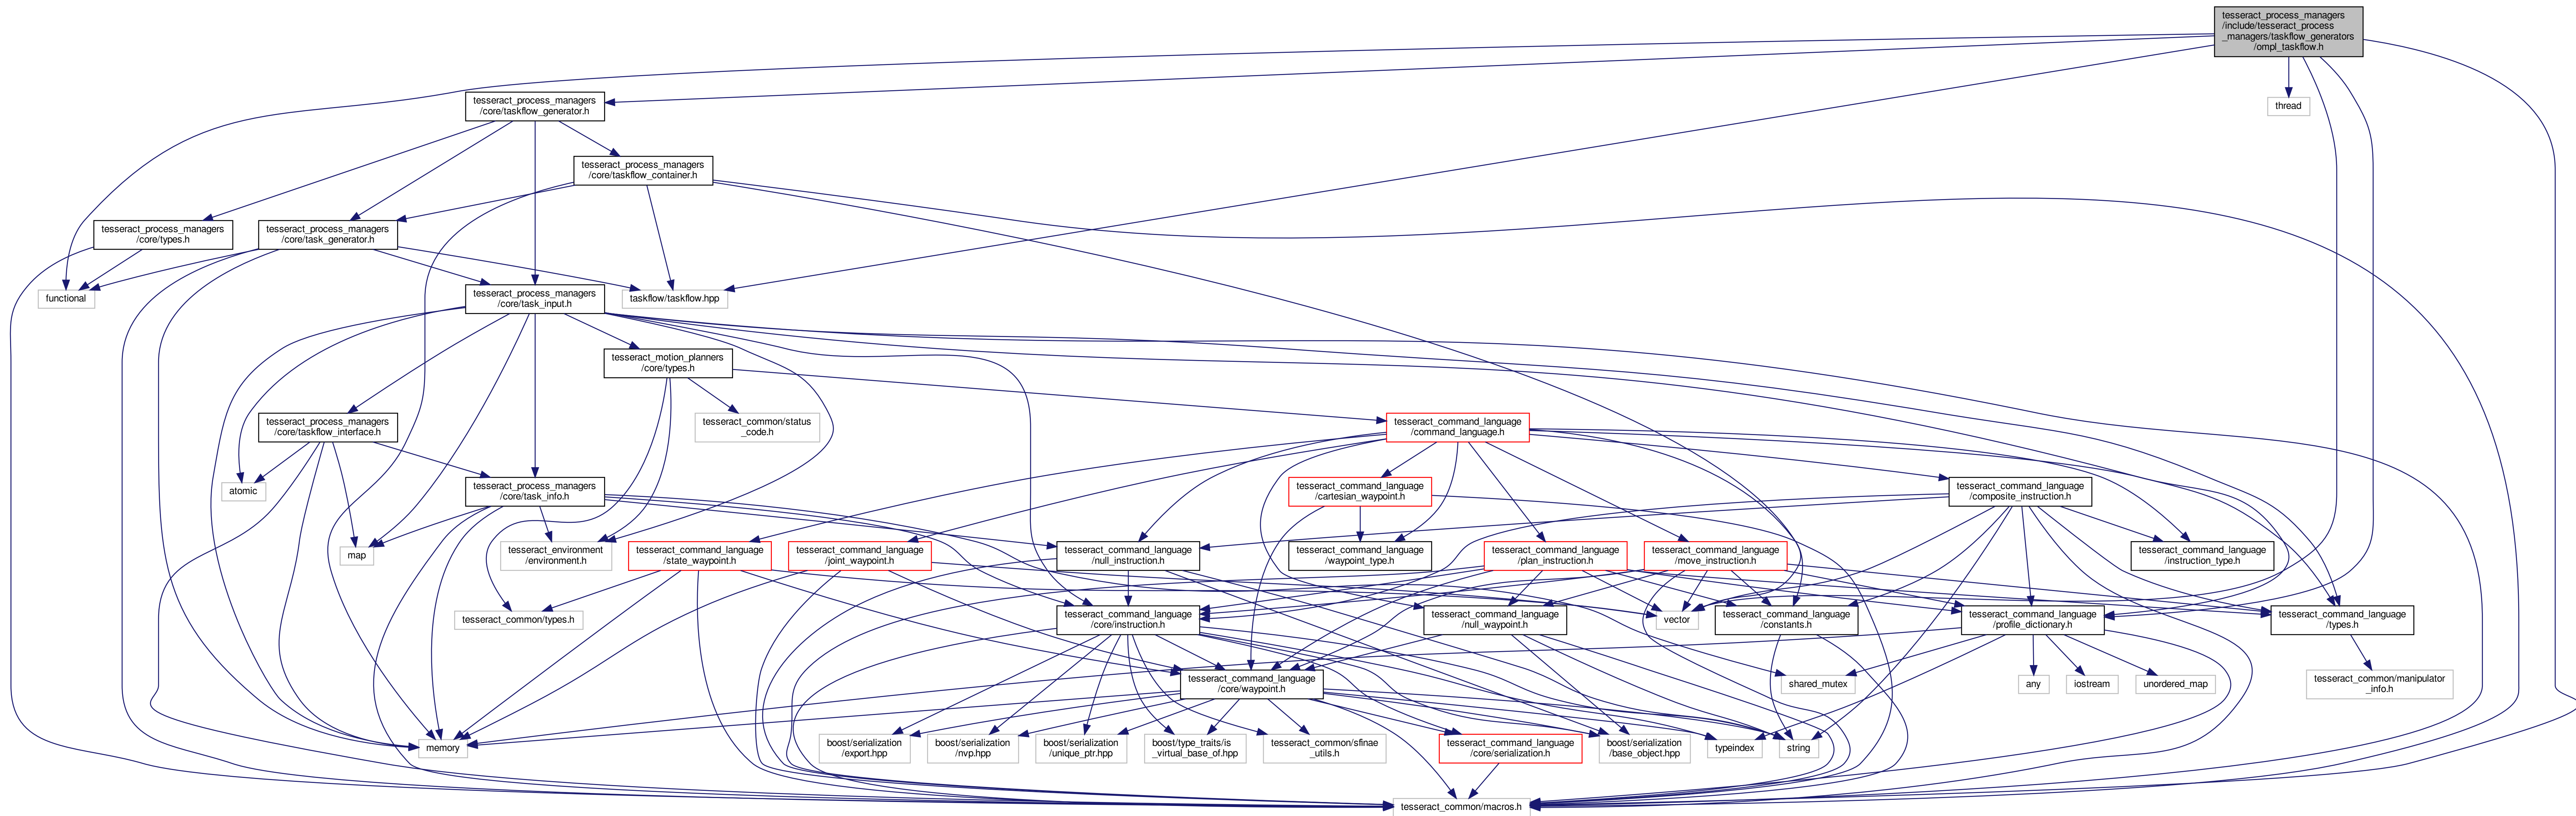 tesseract_process_managers
/include/tesseract_process
_managers/taskflow_generators
/ompl_taskflow.h
tesseract_process_managers
/core/taskflow_generator.h
thread
tesseract_process_managers
/core/taskflow_container.h
tesseract_process_managers
/core/types.h
tesseract_process_managers
/core/task_generator.h
functional
tesseract_process_managers
/core/task_input.h
taskflow/taskflow.hpp
tesseract_motion_planners
/core/types.h
tesseract_process_managers
/core/taskflow_interface.h
tesseract_common/status
_code.h
tesseract_command_language
/command_language.h
atomic
tesseract_process_managers
/core/task_info.h
tesseract_command_language
/cartesian_waypoint.h
tesseract_command_language
/composite_instruction.h
map
tesseract_environment
/environment.h
tesseract_command_language
/state_waypoint.h
tesseract_command_language
/joint_waypoint.h
tesseract_command_language
/null_instruction.h
tesseract_command_language
/waypoint_type.h
tesseract_command_language
/plan_instruction.h
tesseract_command_language
/move_instruction.h
tesseract_command_language
/instruction_type.h
tesseract_common/types.h
tesseract_command_language
/core/instruction.h
tesseract_command_language
/null_waypoint.h
vector
tesseract_command_language
/constants.h
tesseract_command_language
/profile_dictionary.h
tesseract_command_language
/types.h
tesseract_command_language
/core/waypoint.h
shared_mutex
any
iostream
unordered_map
tesseract_common/manipulator
_info.h
memory
boost/serialization
/export.hpp
boost/serialization
/nvp.hpp
boost/serialization
/unique_ptr.hpp
boost/type_traits/is
_virtual_base_of.hpp
tesseract_common/sfinae
_utils.h
tesseract_command_language
/core/serialization.h
boost/serialization
/base_object.hpp
typeindex
string
tesseract_common/macros.h